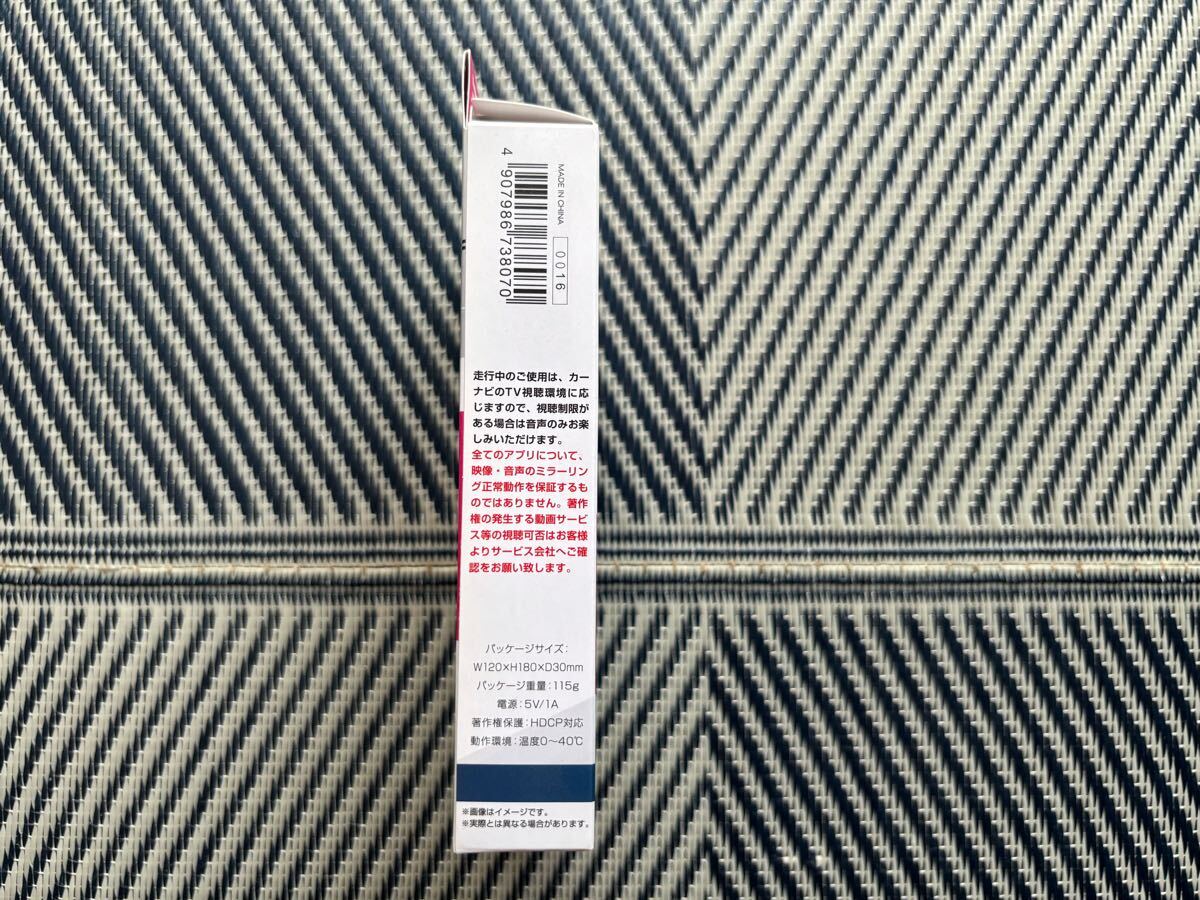 MADE IN CHINA
0016
4 907986 738070
走行中のご使用は、カー
ナビのTV視聴環境に応
じますので、視聴制限が
ある場合は音声のみお楽
しみいただけます。
全てのアプリについて、
映像・音声のミラーリン
グ正常動作を保証するも
のではありません。著作
権の発生する動画サービ
ス等の視聴可否はお客様
よりサービス会社へご確
認をお願い致します。
パッケージサイズ:
W120×H180×D30mm
パッケージ重量:115g
電源:5V/1A
著作権保護:HDCP対応
動作環境:温度0～40℃
※画像はイメージです。
※実際とは異なる場合があります。